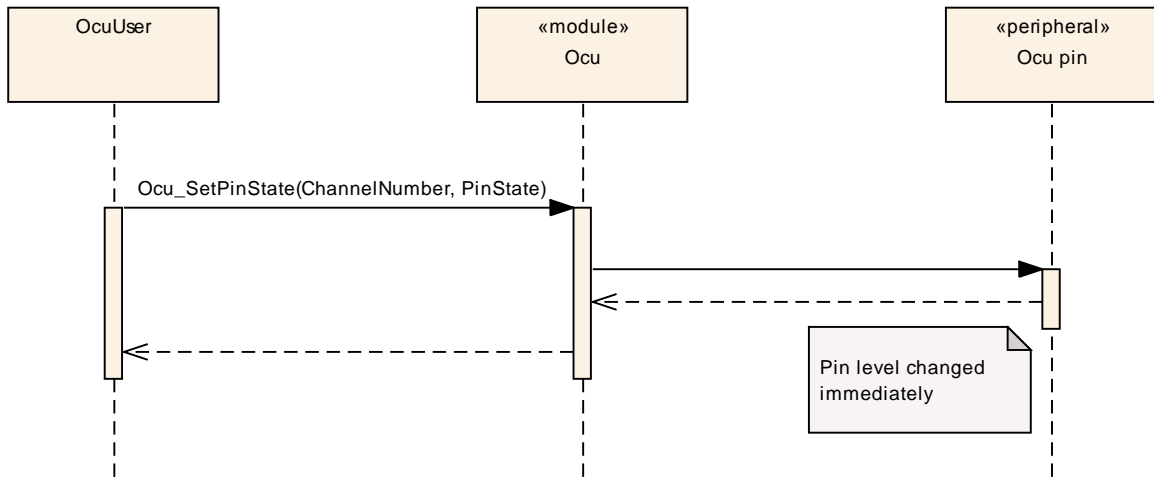 OcuUser
«module»
Ocu
«peripheral»
Ocu pin
Ocu_SetPinState(ChannelNumber, PinState)
Pin level changed
immediately